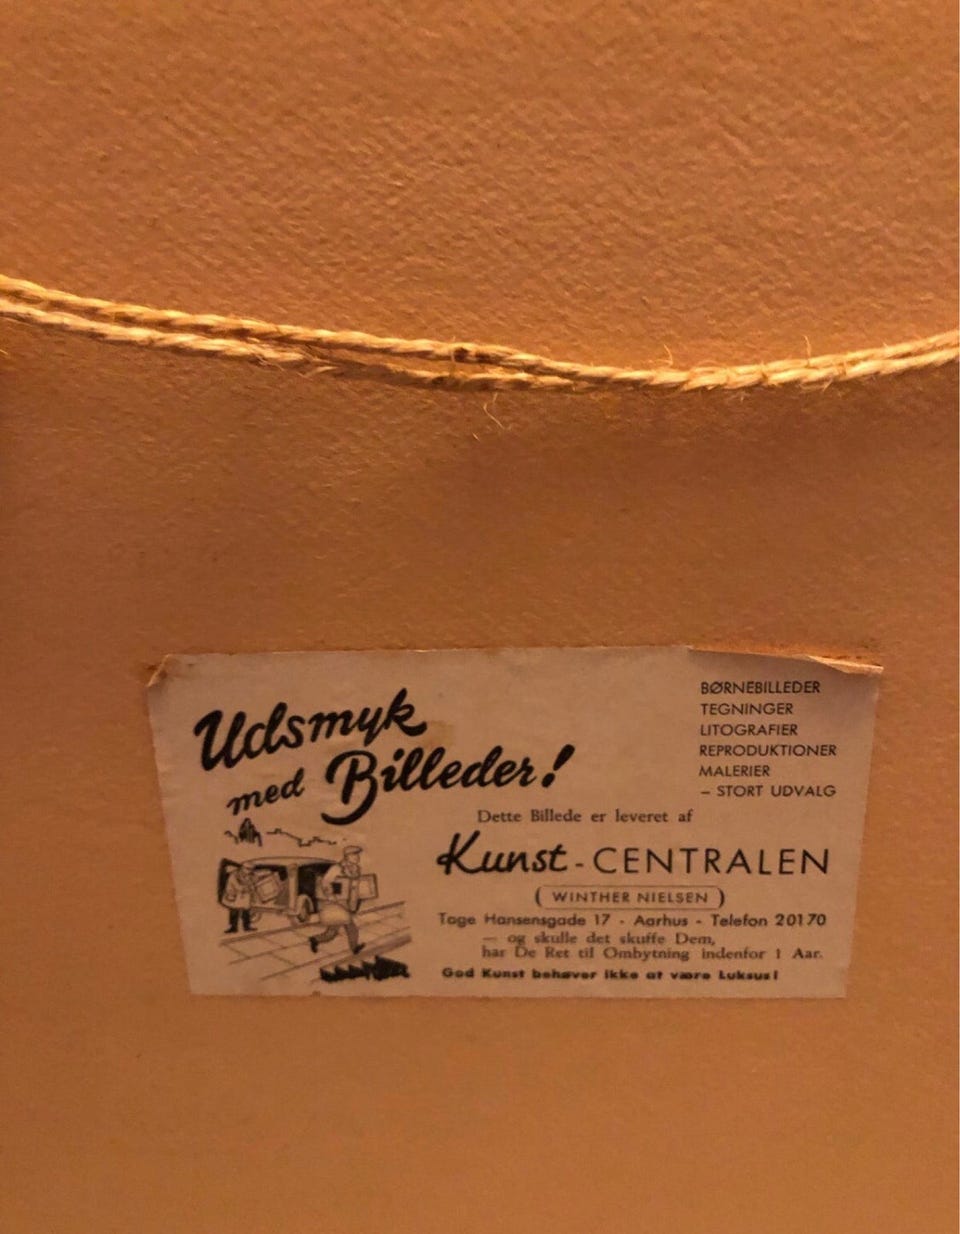 Udsmyk
med Billeder!
BØRNEBILLEDER
TEGNINGER
LITOGRAFIER
REPRODUKTIONER
MALERIER
– STORT UDVALG
Dette Billede er leveret af
Kunst - CENTRALEN
(WINTHER NIELSEN)
Tage Hansensgade 17 - Aarhus - Telefon 20170
— og skulle det skuffe Dem,
har De Ret til Ombytning indenfor 1 Aar.
God Kunst behøver ikke at være Luksus!